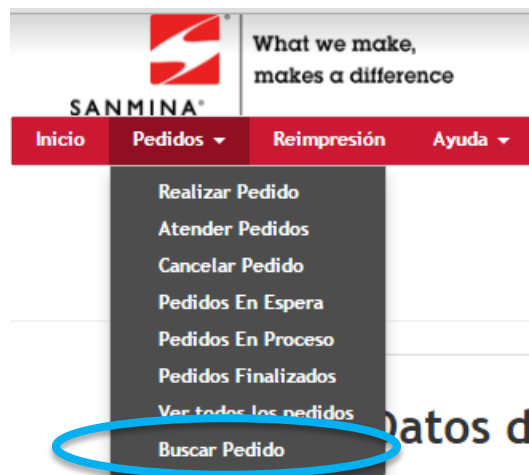 What we make,
makes a difference
SANMINA®
Inicio Pedidos Reimpresión Ayuda
Realizar Pedido
Atender Pedidos
Cancelar Pedido
Pedidos En Espera
Pedidos En Proceso
Pedidos Finalizados
Ver todos los pedidos
Datos d
Buscar Pedido